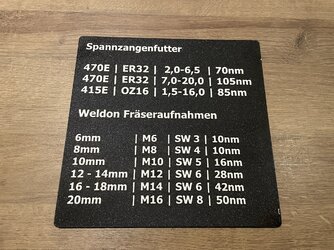 Spannzangenfutter
470E | ER32 | 2,0-6,5 | 70nm
470E | ER32 | 7,0-20,0 | 105nm
415E | OZ16 | 1,5-16,0 | 85nm
Weldon Fräseraufnahmen
6mm | M6 | SW 3 | 10nm
8mm | M8 | SW 4 | 10nm
10mm | M10 | SW 5 | 16nm
12 - 14mm | M12 | SW 6 | 28nm
16 - 18mm | M14 | SW 6 | 42nm
20mm | M16 | SW 8 | 50nm